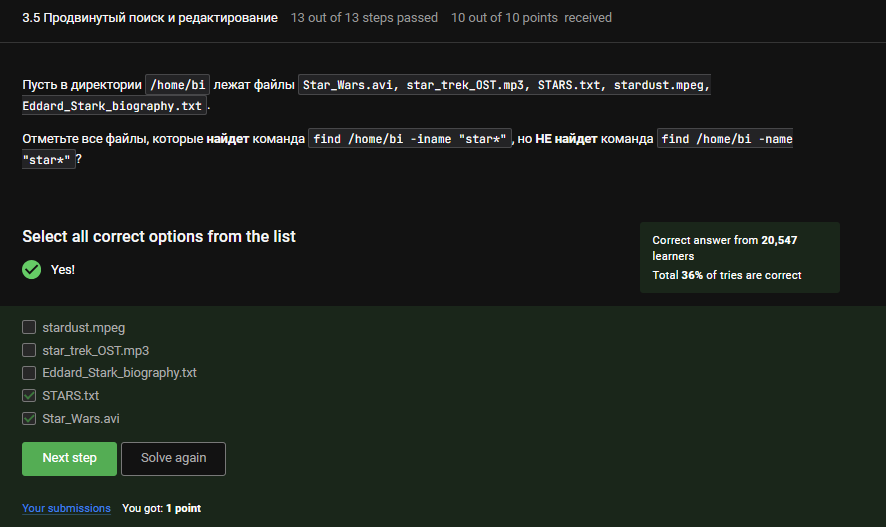 3.5 Продвинутый поиск и редактирование 13 out of 13 steps passed 10 out of 10 points received
Пусть в директории /home/bi лежат файлы Star_Wars.avi, star_trek_OST.mp3, STARS.txt, stardust.mpeg,
Eddard_Stark_biography.txt.
Отметьте все файлы, которые найдет команда find /home/bi -iname "star*", но НЕ найдет команда find /home/bi -name
"star*"?
Select all correct options from the list
Yes!
Correct answer from 20,547
learners
Total 36% of tries are correct
stardust.mpeg
star_trek_OST.mp3
Eddard_Stark_biography.txt
STARS.txt
Star_Wars.avi
Next step Solve again
Your submissions You got: 1 point